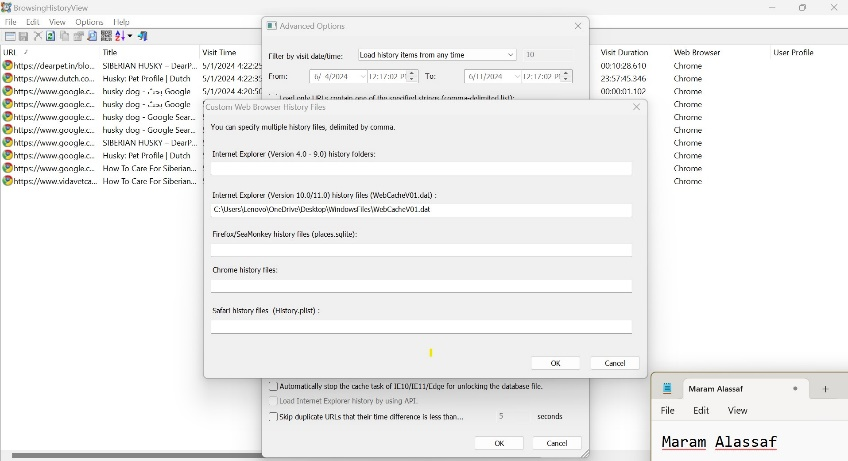 BrowsingHistoryView
File Edit View Options Help
URL Title Visit Time Visit Duration Web Browser User Profile
https://dearpet.in/blo... SIBERIAN HUSKY – DearP... 5/1/2024 4:22:25 00:10:28.610 Chrome
https://www.dutch.co... Husky: Pet Profile | Dutch 5/1/2024 4:22:35 23:57:45.346 Chrome
https://www.google.c... husky dog - بحث Google 5/1/2024 4:20:50 00:00:01.102 Chrome
https://www.google.c... husky dog - بحث Google Chrome
https://www.google.c... husky dog - Google Sear... Chrome
https://www.google.c... husky dog - Google Sear... Chrome
https://www.google.c... SIBERIAN HUSKY – DearP... Chrome
https://www.google.c... Husky: Pet Profile | Dutch Chrome
https://www.google.c... How To Care For Siberian... Chrome
https://www.vidavetca... How To Care For Siberian... Chrome
Advanced Options
Filter by visit date/time: Load history items from any time 10
From: 6/ 4/2024 12:17:02 To: 6/11/2024 12:17:02
Load only URLs contain one of the specified strings (comma-delimited list):
Custom Web Browser History Files
You can specify multiple history files, delimited by comma.
Internet Explorer (Version 4.0 - 9.0) history folders:
Internet Explorer (Version 10.0/11.0) history files (WebCacheV01.dat) :
C:\Users\Lenovo\OneDrive\Desktop\WindowsFiles\WebCacheV01.dat
Firefox/SeaMonkey history files (places.sqlite):
Chrome history files:
Safari history files (History.plist) :
OK Cancel
Automatically stop the cache task of IE10/IE11/Edge for unlocking the database file.
Load Internet Explorer history by using API.
Skip duplicate URLs that their time difference is less than... 5 seconds
OK Cancel
Maram Alassaf
File Edit View
Maram Alassaf